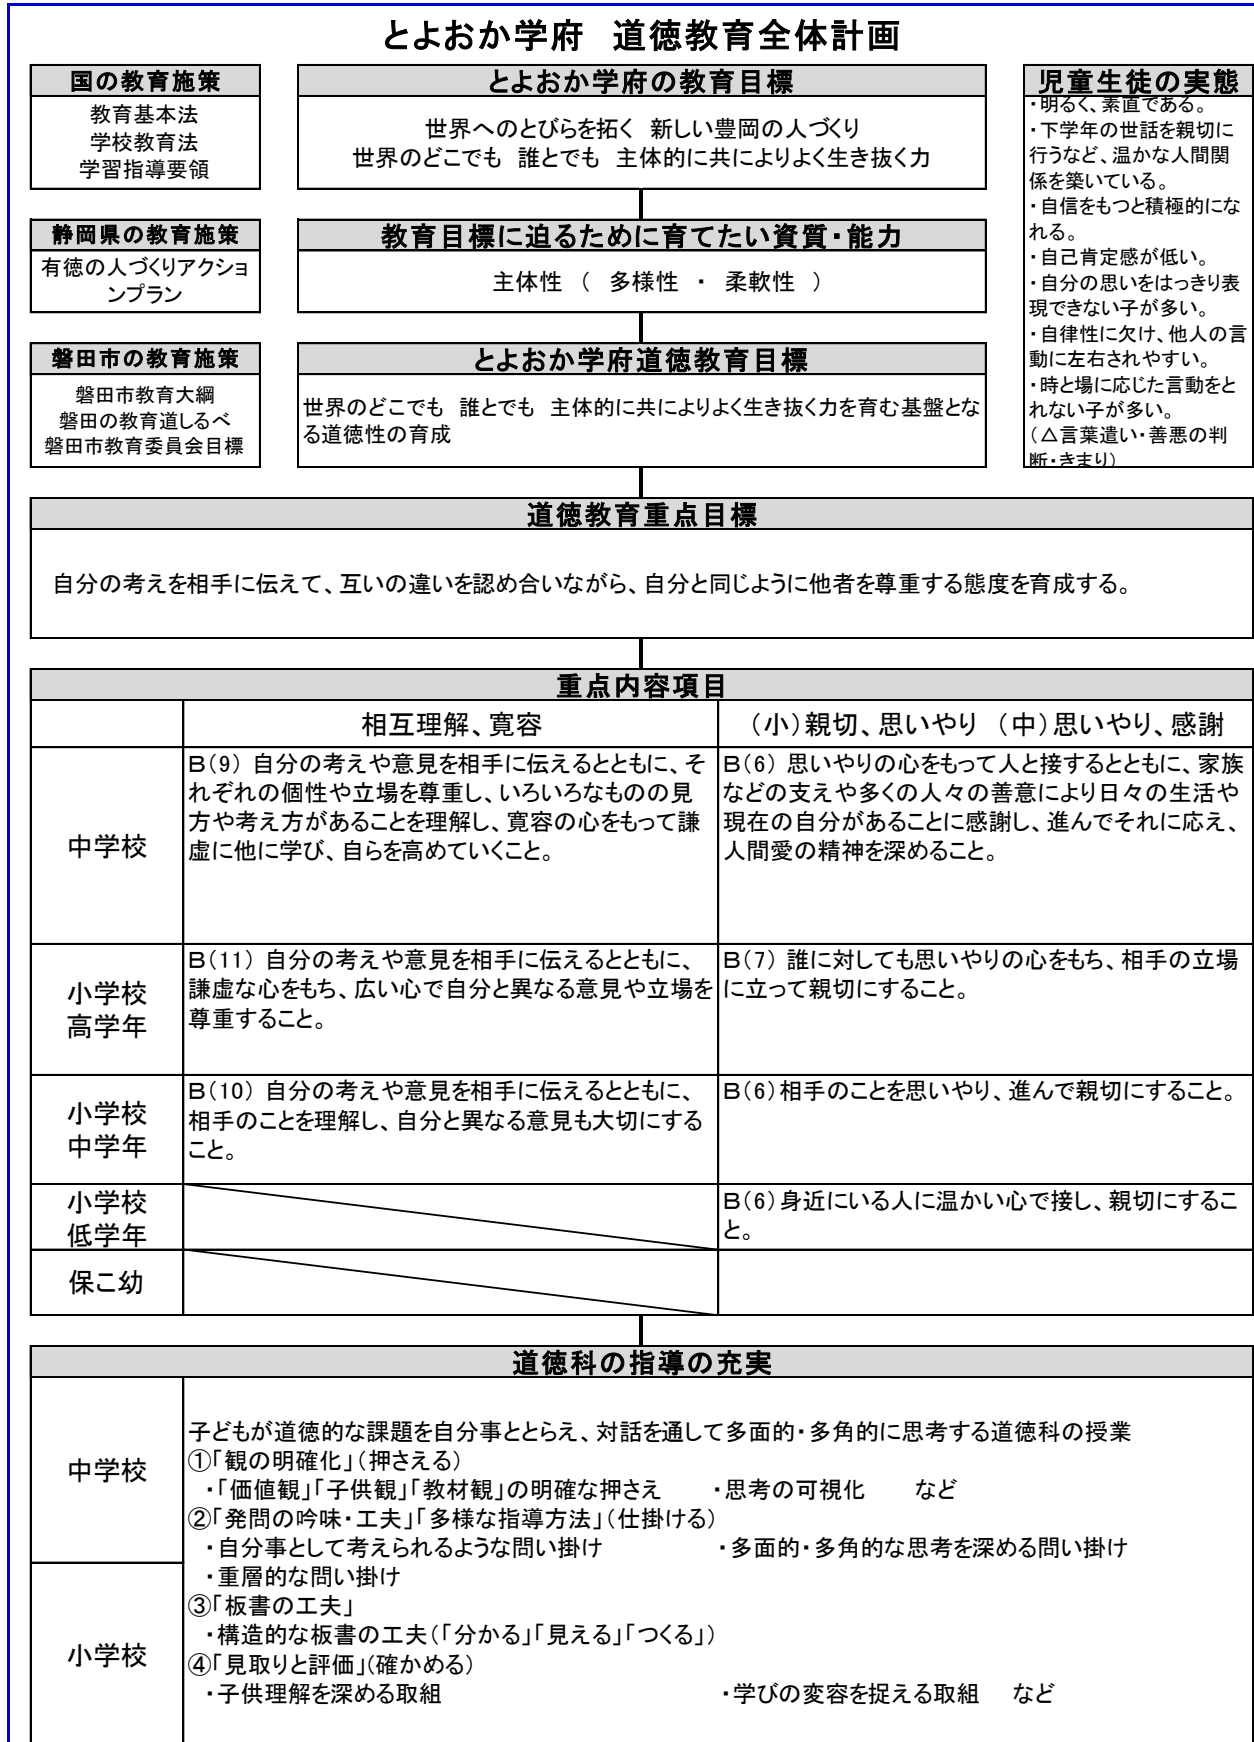 とよおか学府　道徳教育全体計画
国の教育施策
教育基本法
学校教育法
学習指導要領
とよおか学府の教育目標
世界へのとびらを拓く　新しい豊岡の人づくり
世界のどこでも　誰とでも　主体的に共によりよく生き抜く力
児童生徒の実態
・明るく、素直である。
・下学年の世話を親切に
行うなど、温かな人間関
係を築いている。
・自信をもつと積極的にな
れる。
・自己肯定感が低い。
・自分の思いをはっきり表
現できない子が多い。
・自律性に欠け、他人の言
動に左右されやすい。
・時と場に応じた言動をと
れない子が多い。
（△言葉遣い・善悪の判
断・きまり）
静岡県の教育施策
有徳の人づくりアクショ
ンプラン
教育目標に迫るために育てたい資質・能力
主体性　（　多様性　・　柔軟性　）
磐田市の教育施策
磐田市教育大綱
磐田の教育道しるべ
磐田市教育委員会目標
とよおか学府道徳教育目標
世界のどこでも　誰とでも　主体的に共によりよく生き抜く力を育む基盤とな
る道徳性の育成
道徳教育重点目標
自分の考えを相手に伝えて、互いの違いを認め合いながら、自分と同じように他者を尊重する態度を育成する。
重点内容項目
相互理解、寛容
（小）親切、思いやり　（中）思いやり、感謝
中学校
B（9） 自分の考えや意見を相手に伝えるとともに、そ
れぞれの個性や立場を尊重し、いろいろなものの見
方や考え方があることを理解し、寛容の心をもって謙
虚に他に学び、自らを高めていくこと。
B（6） 思いやりの心をもって人と接するとともに、家族
などの支えや多くの人々の善意により日々の生活や
現在の自分があることに感謝し、進んでそれに応え、
人間愛の精神を深めること。
小学校
高学年
B（11） 自分の考えや意見を相手に伝えるとともに、
謙虚な心をもち、広い心で自分と異なる意見や立場を
尊重すること。
B（7） 誰に対しても思いやりの心をもち、相手の立場
に立って親切にすること。
小学校
中学年
B（10） 自分の考えや意見を相手に伝えるとともに、
相手のことを理解し、自分と異なる意見も大切にする
こと。
B（6）相手のことを思いやり、進んで親切にすること。
小学校
低学年
B（6）身近にいる人に温かい心で接し、親切にするこ
と。
保こ幼
道徳科の指導の充実
中学校
小学校
子どもが道徳的な課題を自分事ととらえ、対話を通して多面的・多角的に思考する道徳科の授業
①「観の明確化」（押さえる）
・「価値観」「子供観」「教材観」の明確な押さえ　　・思考の可視化　　など
②「発問の吟味・工夫」「多様な指導方法」（仕掛ける）
・自分事として考えられるような問い掛け　　　　　・多面的・多角的な思考を深める問い掛け
・重層的な問い掛け
③「板書の工夫」
・構造的な板書の工夫（「分かる」「見える」「つくる」）
④「見取りと評価」（確かめる）
・子供理解を深める取組　　　　　　　　　　　　・学びの変容を捉える取組　など